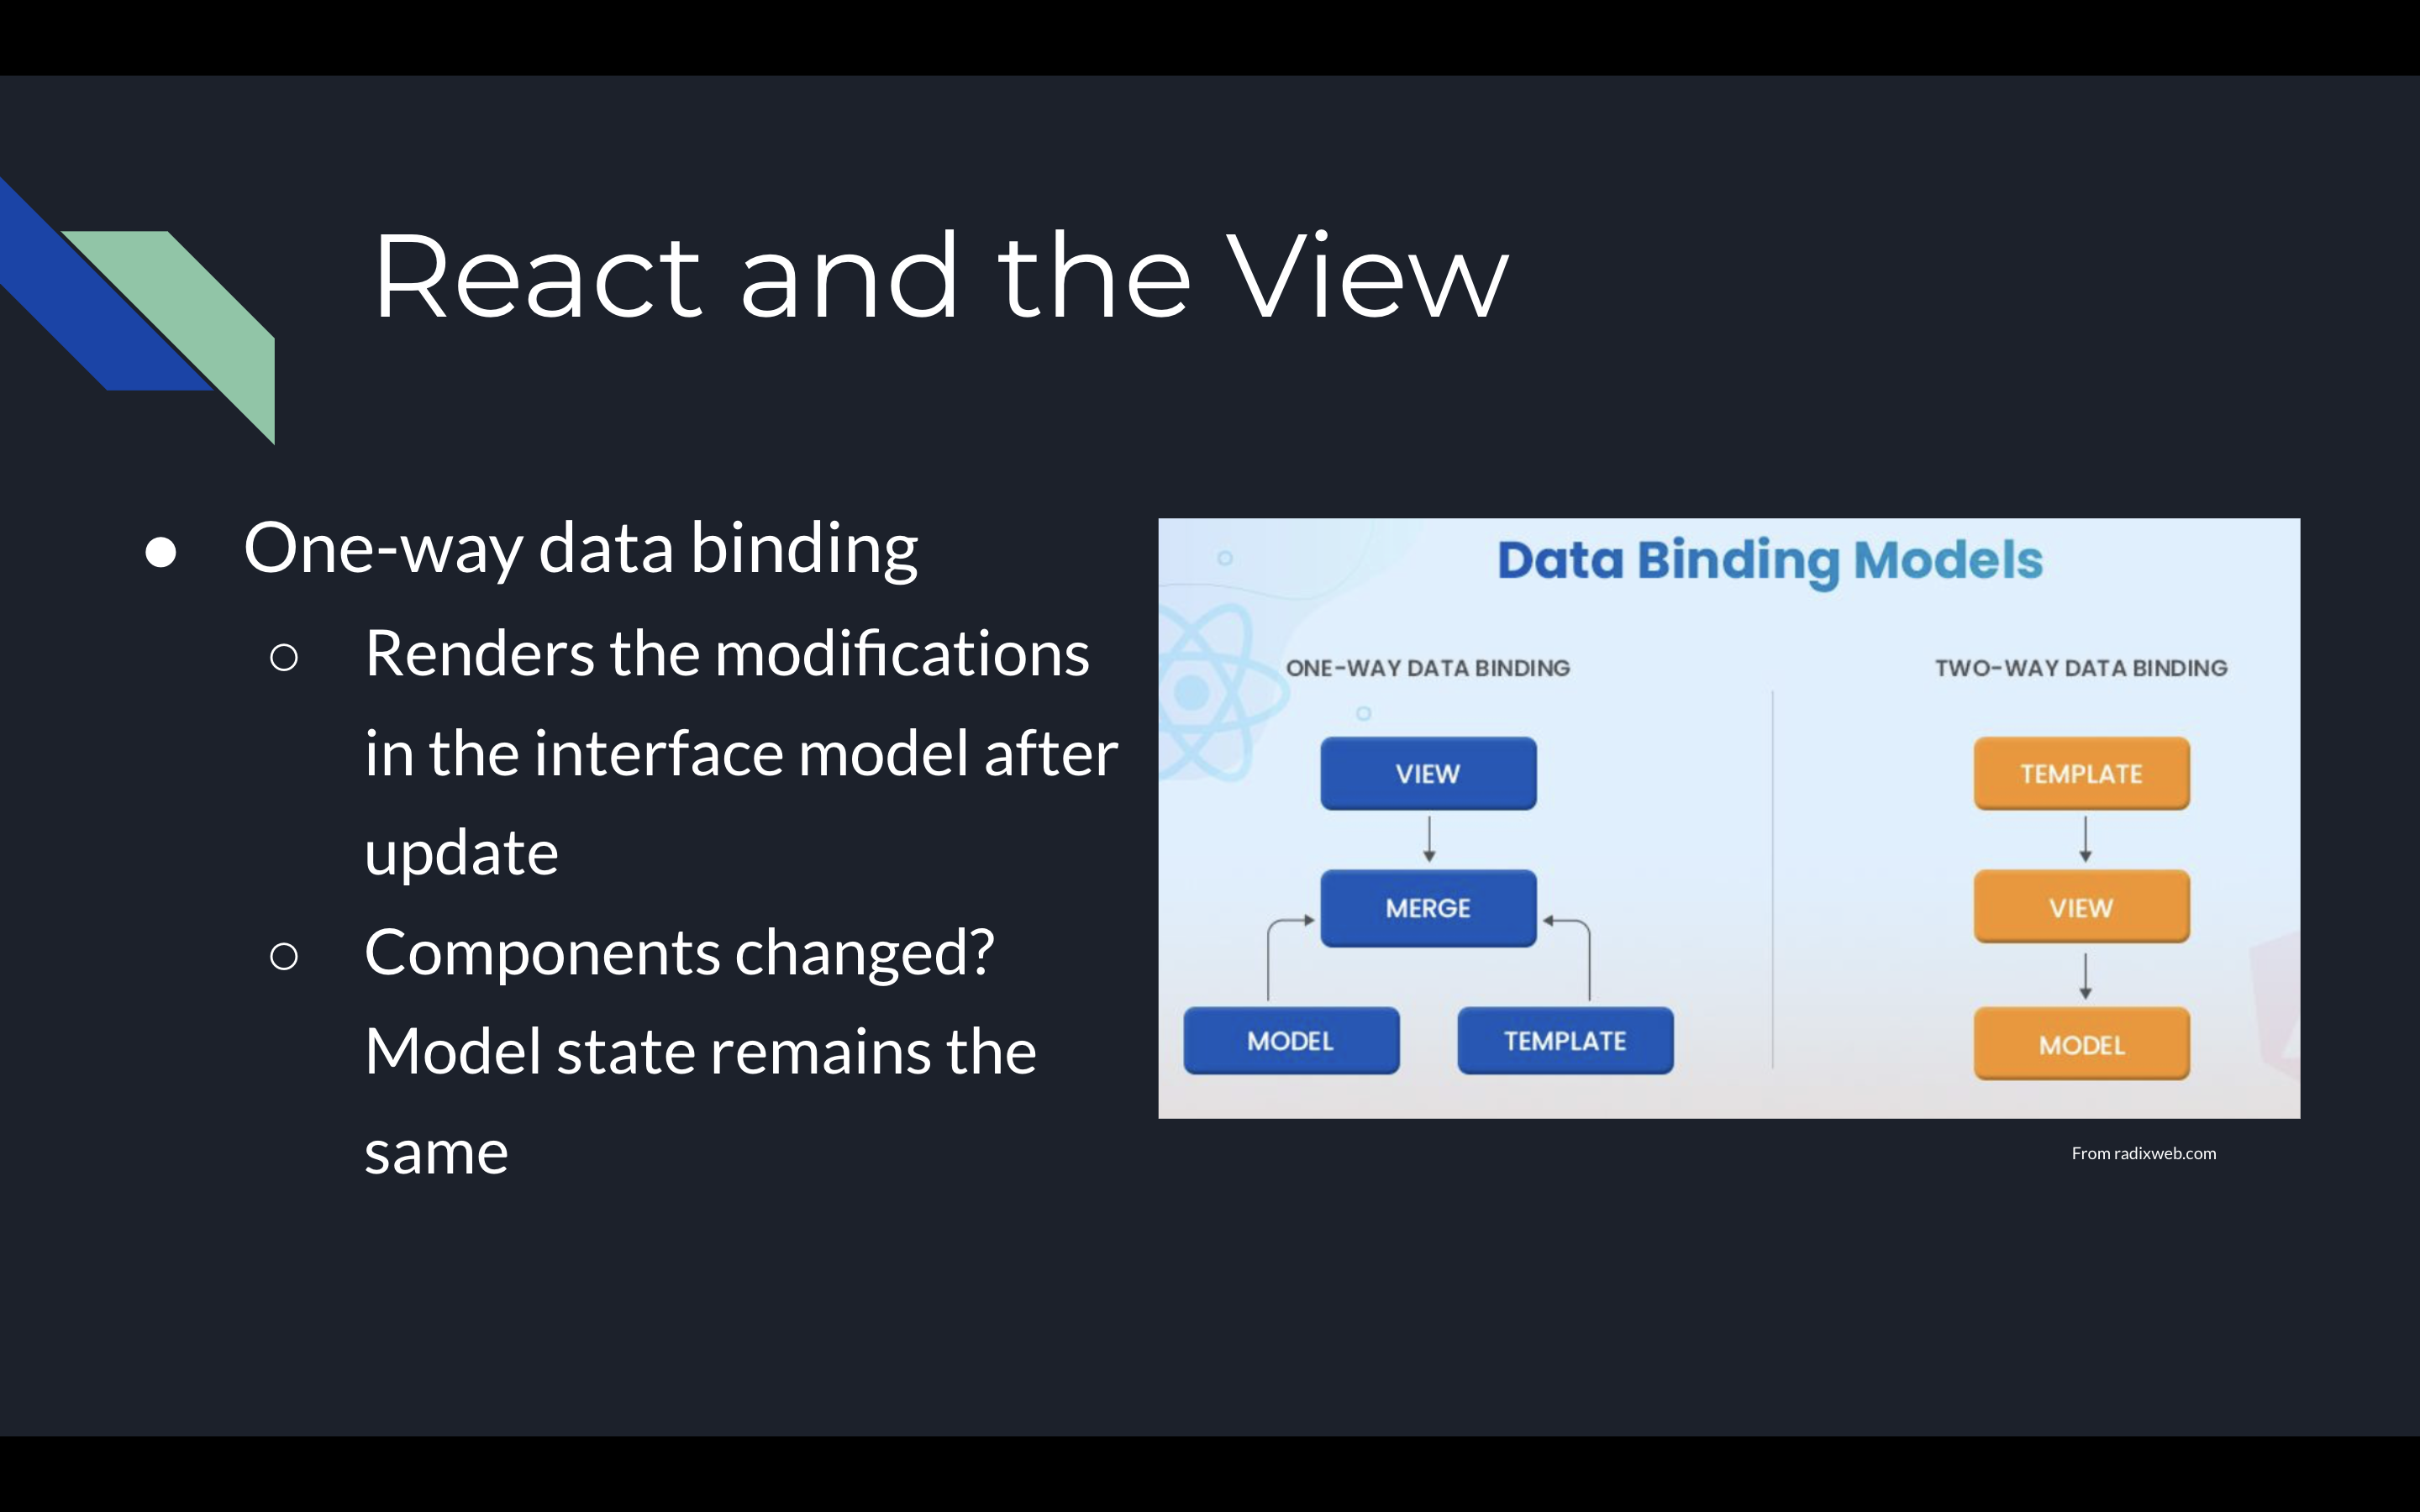 React and the View
● One-way data binding
○ Renders the modifications
in the interface model after
update
○ Components changed?
Model state remains the
same
Data Binding Models
ONE-WAY DATA BINDING
VIEW
MERGE
MODEL
TEMPLATE
TWO-WAY DATA BINDING
TEMPLATE
VIEW
MODEL
From radixweb.com